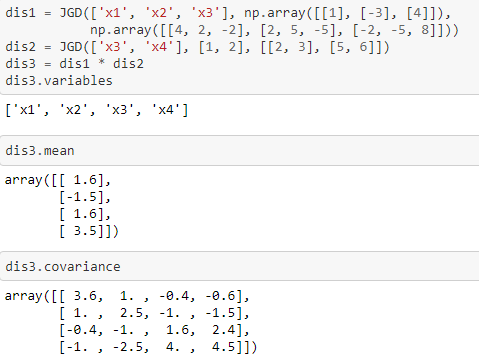 dis1 = JGD(['x1', 'x2', 'x3'], np.array([[1], [-3], [4]]),
           np.array([[4, 2, -2], [2, 5, -5], [-2, -5, 8]]))
dis2 = JGD(['x3', 'x4'], [1, 2], [[2, 3], [5, 6]])
dis3 = dis1 * dis2
dis3.variables
['x1', 'x2', 'x3', 'x4']
dis3.mean
array([[ 1.6],
       [-1.5],
       [ 1.6],
       [ 3.5]])
dis3.covariance
array([[ 3.6,  1. , -0.4, -0.6],
       [ 1. ,  2.5, -1. , -1.5],
       [-0.4, -1. ,  1.6,  2.4],
       [-1. , -2.5,  4. ,  4.5]])